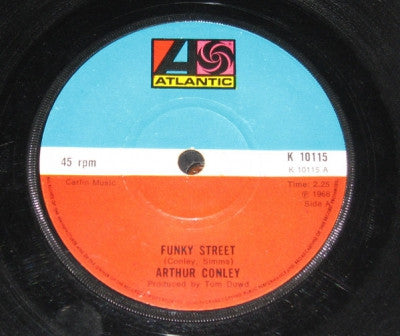 ATLANTIC
45 rpm
K 10115
K 10115 A
Carlin Music
Time: 2.25
℗ 1968
Side A
FUNKY STREET
(Conley, Simms)
ARTHUR CONLEY
Produced by Tom Dowd